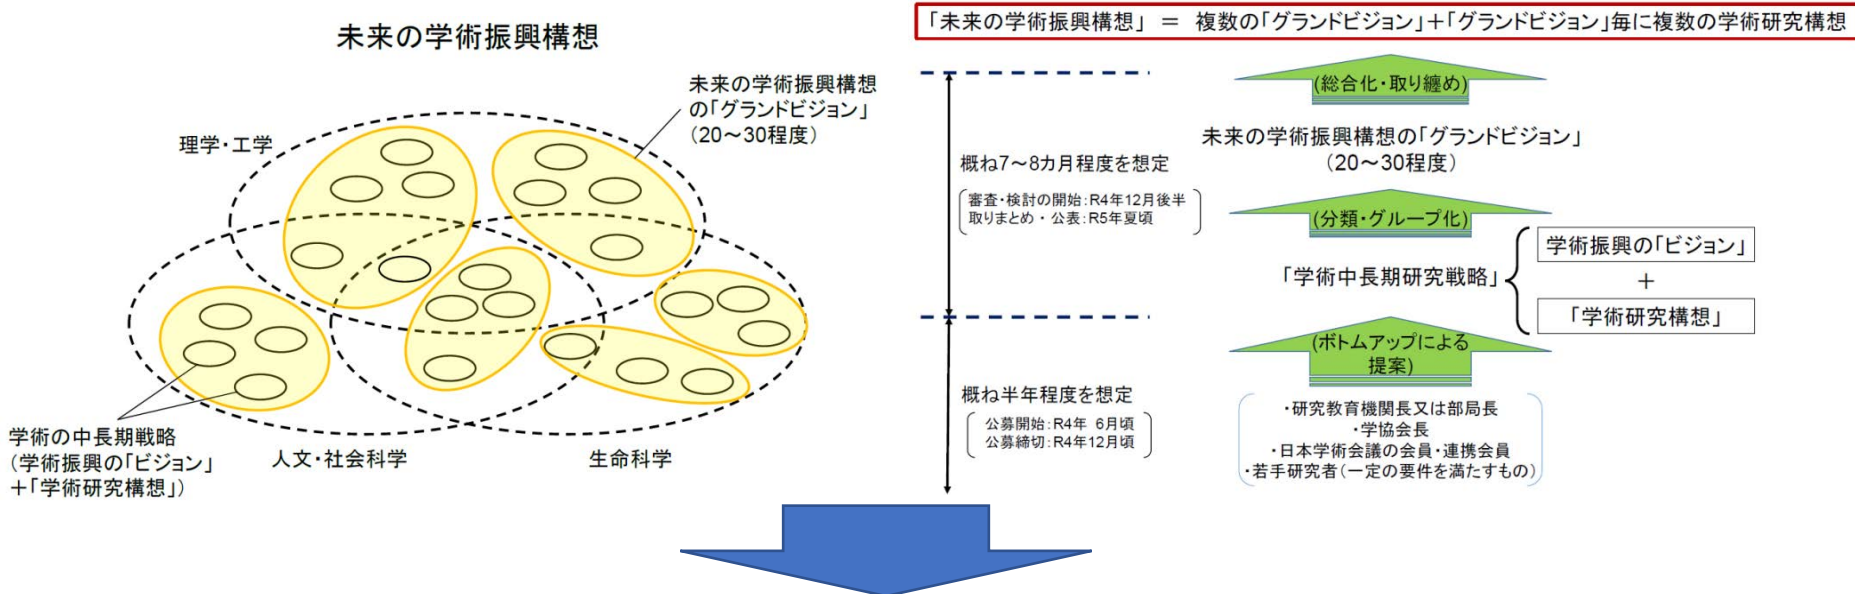 未来の学術振興構想
未来の学術振興構想
の「グランドビジョン」
(20～30程度)
理学・工学
学術の中長期戦略
(学術振興の「ビジョン」
＋「学術研究構想」)
人文・社会科学
生命科学
「未来の学術振興構想」 ＝ 複数の「グランドビジョン」＋「グランドビジョン」毎に複数の学術研究構想
(総合化・取り纏め)
未来の学術振興構想の「グランドビジョン」
(20～30程度)
概ね7～8カ月程度を想定
審査・検討の開始：R4年12月後半
取りまとめ・公表：R5年夏頃
(分類・グループ化)
「学術中長期研究戦略」
学術振興の「ビジョン」
＋
「学術研究構想」
(ボトムアップによる
提案)
概ね半年程度を想定
公募開始：R4年 6月頃
公募締切：R4年12月頃
・研究教育機関長又は部局長
・学協会長
・日本学術会議の会員・連携会員
・若手研究者(一定の要件を満たすもの)